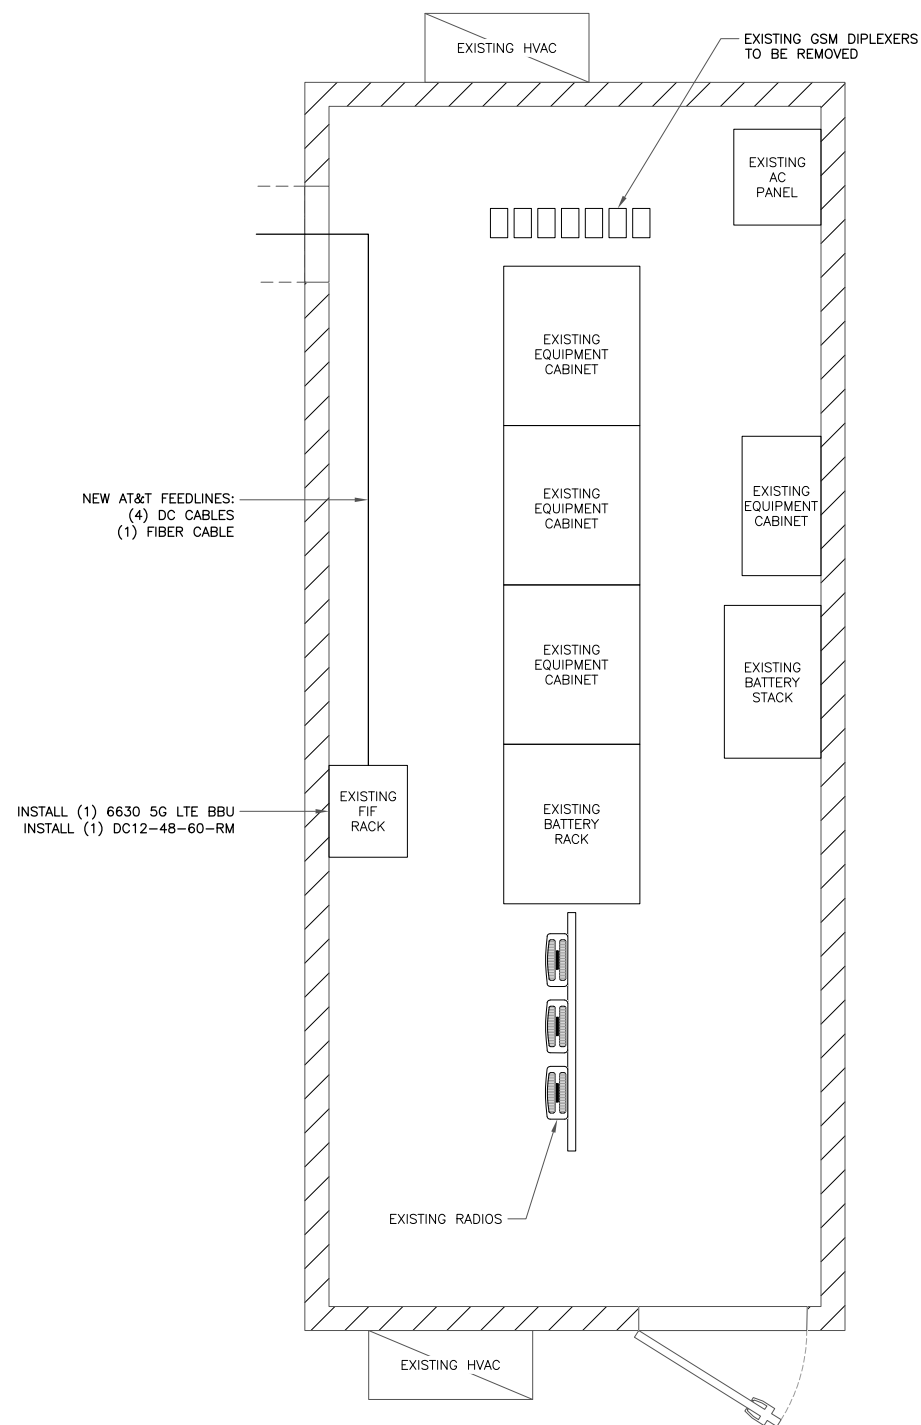 EXISTING HVAC
EXISTING GSM DIPLEXERS
TO BE REMOVED
EXISTING
AC
PANEL
EXISTING
EQUIPMENT
CABINET
NEW AT&T FEEDLINES:
(4) DC CABLES
(1) FIBER CABLE
EXISTING
EQUIPMENT
CABINET
EXISTING
EQUIPMENT
CABINET
EXISTING
EQUIPMENT
CABINET
EXISTING
BATTERY
STACK
INSTALL (1) 6630 5G LTE BBU
INSTALL (1) DC12-48-60-RM
EXISTING
FIF
RACK
EXISTING
BATTERY
RACK
EXISTING RADIOS
EXISTING HVAC